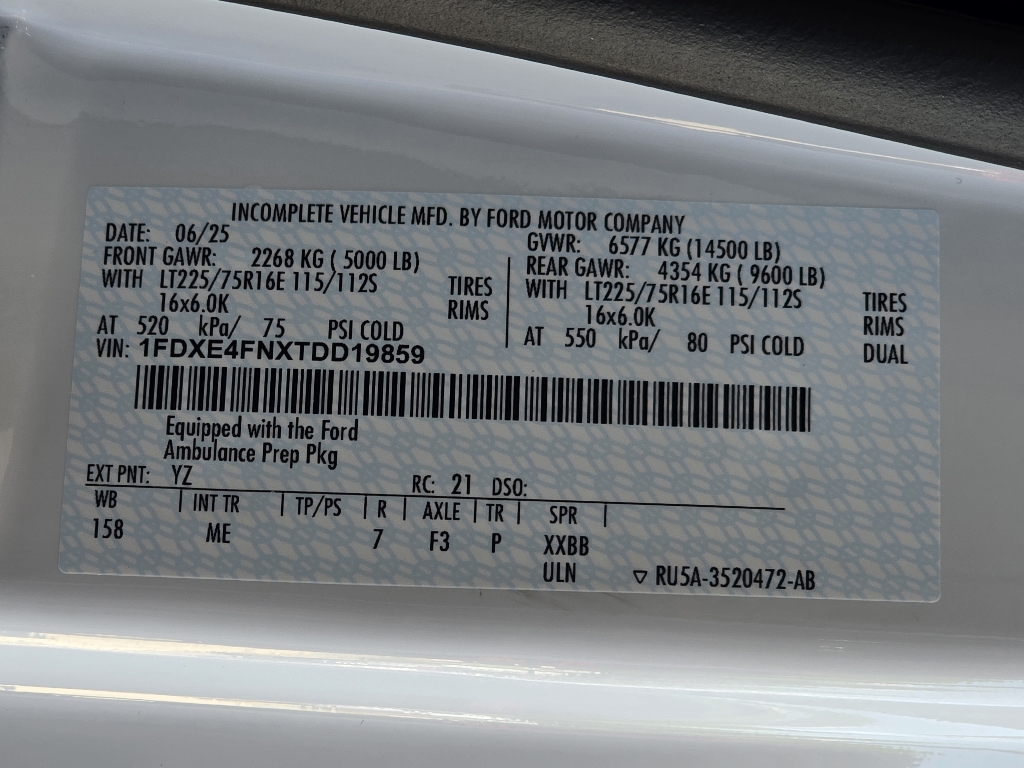 INCOMPLETE VEHICLE MFD. BY FORD MOTOR COMPANY
DATE: 06/25 GVWR: 6577 KG (14500 LB)
FRONT GAWR: 2268 KG ( 5000 LB) REAR GAWR: 4354 KG ( 9600 LB)
WITH LT225/75R16E 115/112S TIRES WITH LT225/75R16E 115/112S TIRES
16x6.0K RIMS 16x6.0K RIMS
AT 520 kPa/ 75 PSI COLD AT 550 kPa/ 80 PSI COLD DUAL
VIN: 1FDXE4FNXTDD19859
Equipped with the Ford
Ambulance Prep Pkg
EXT PNT: YZ RC: 21 DSO:
WB | INT TR | TP/PS | R | AXLE | TR | SPR |
158 ME 7 F3 P XXBB
ULN ▽ RU5A-3520472-AB